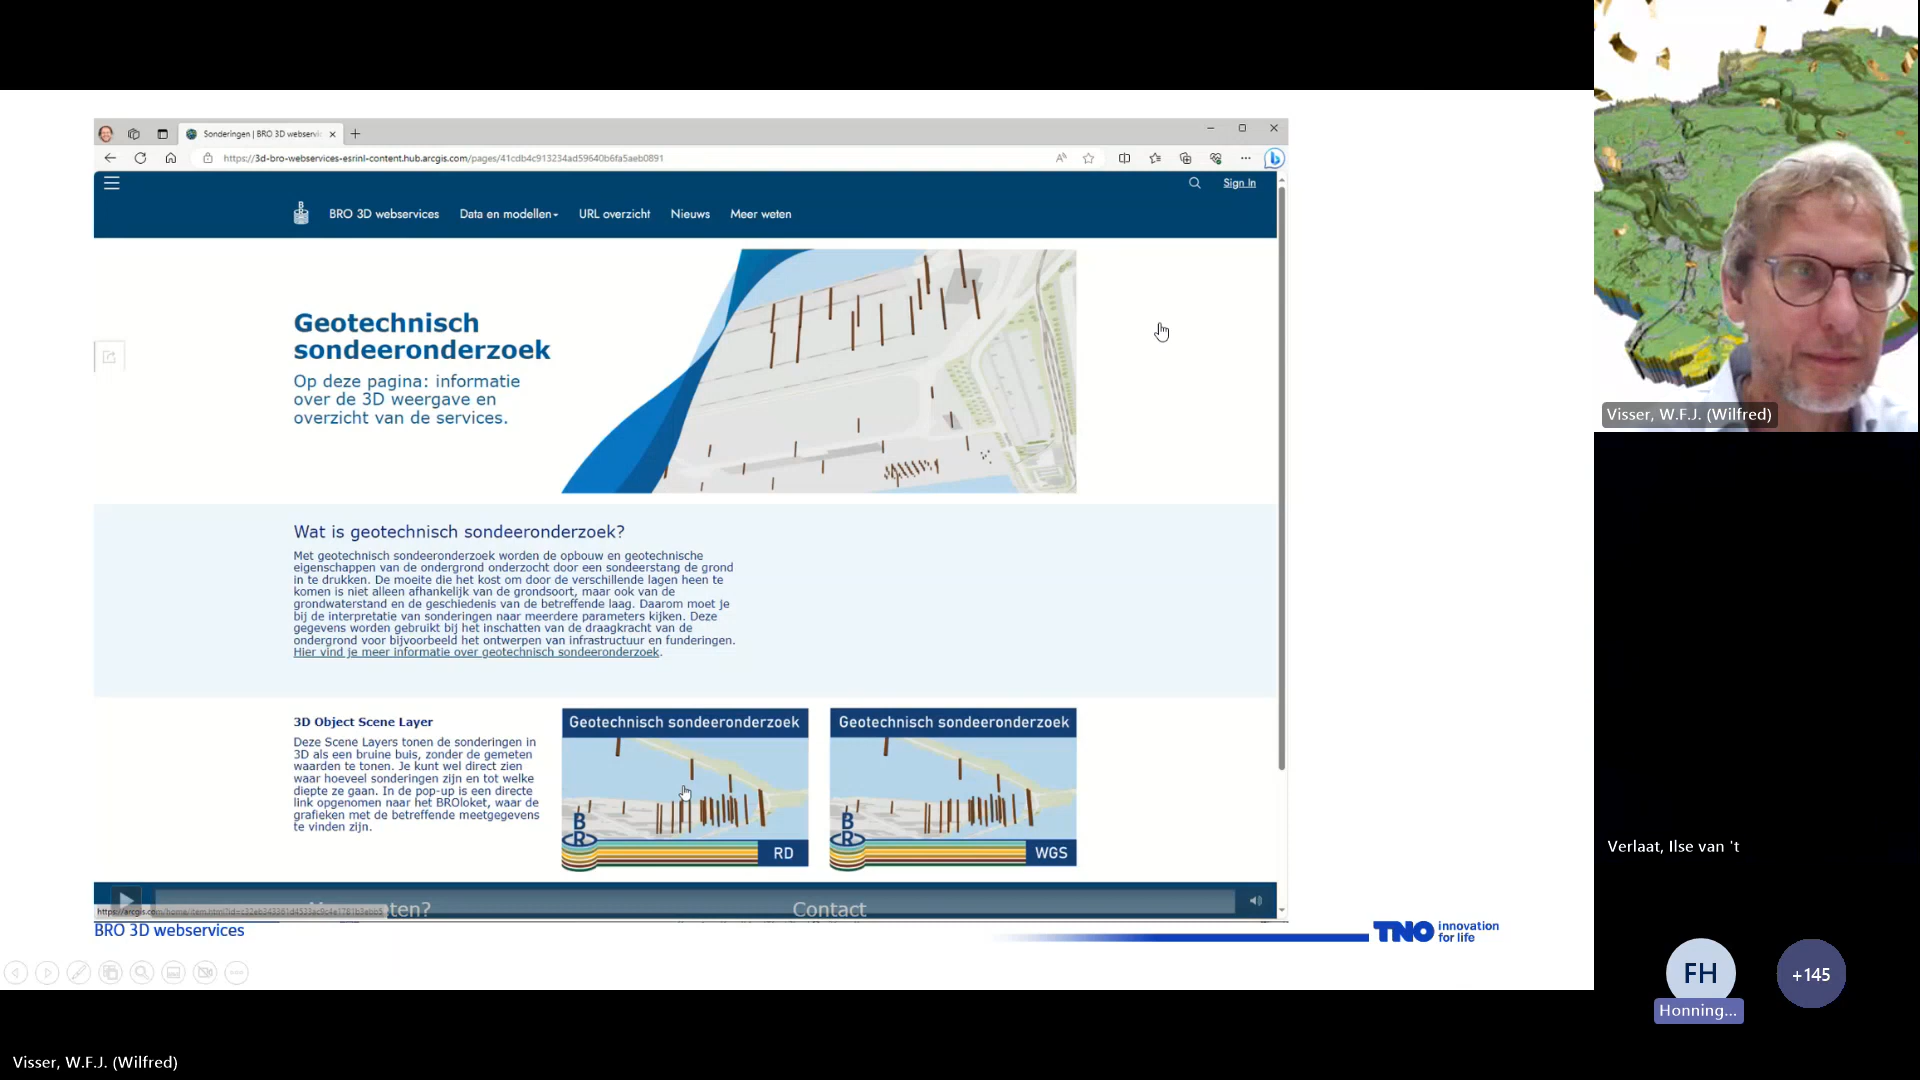 Sonderingen | BRO 3D webservi
https://3d-bro-webservices-esrinl-content.hub.arcgis.com/pages/41cdb4c913234ad59640b6fa5aeb0891
Sign In
BRO 3D webservices
Data en modellen
URL overzicht
Nieuws
Meer weten
Geotechnisch
sondeeronderzoek
Op deze pagina: informatie
over de 3D weergave en
overzicht van de services.
Wat is geotechnisch sondeeronderzoek?
Met geotechnisch sondeeronderzoek worden de opbouw en geotechnische
eigenschappen van de ondergrond onderzocht door een sondeerstang de grond
in te drukken. De moeite die het kost om door de verschillende lagen heen te
komen is niet alleen afhankelijk van de grondsoort, maar ook van de
grondwaterstand en de geschiedenis van de betreffende laag. Daarom moet je
bij de interpretatie van sonderingen naar meerdere parameters kijken. Deze
gegevens worden gebruikt bij het inschatten van de draagkracht van de
ondergrond voor bijvoorbeeld het ontwerpen van infrastructuur en funderingen.
Hier vind je meer informatie over geotechnisch sondeeronderzoek.
3D Object Scene Layer
Deze Scene Layers tonen de sonderingen in
3D als een bruine buis, zonder de gemeten
waarden te tonen. Je kunt wel direct zien
waar hoeveel sonderingen zijn en tot welke
diepte ze gaan. In de pop-up is een directe
link opgenomen naar het BROloket, waar de
grafieken met de betreffende meetgegevens
te vinden zijn.
Geotechnisch sondeeronderzoek
BR
RD
Geotechnisch sondeeronderzoek
BR
WGS
ten?
Contact
BRO 3D webservices
TNO innovation
for life
Visser, W.F.J. (Wilfred)
Verlaat, Ilse van 't
FH
+145
Honning...
Visser, W.F.J. (Wilfred)